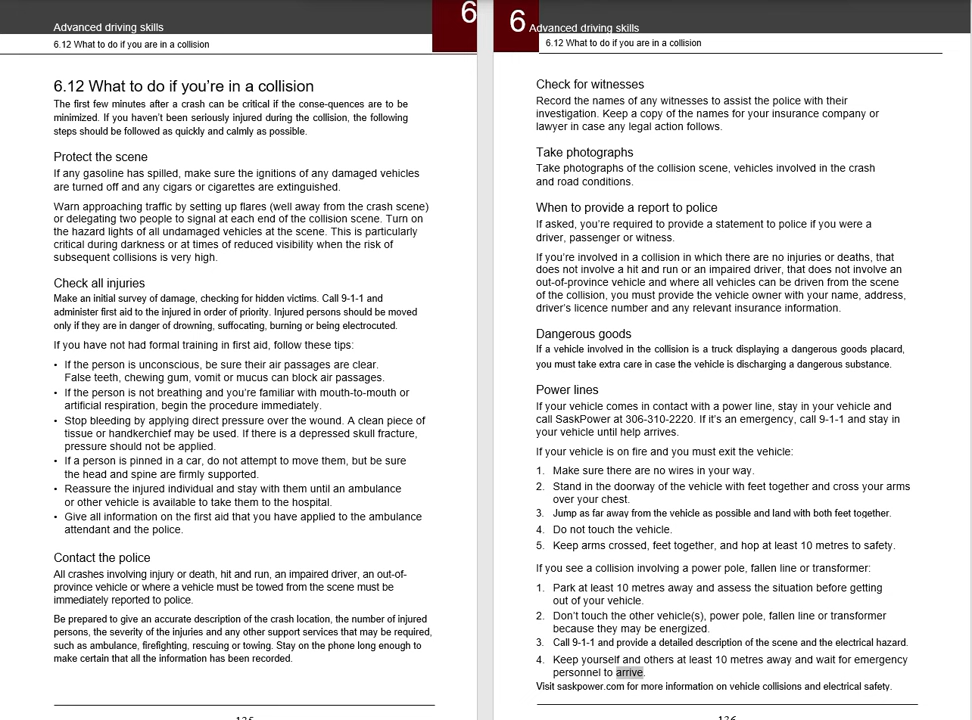 Advanced driving skills
6
6.12 What to do if you are in a collision
6.12 What to do if you're in a collision
The first few minutes after a crash can be critical if the conse-quences are to be
minimized. If you haven't been seriously injured during the collision, the following
steps should be followed as quickly and calmly as possible.
Protect the scene
If any gasoline has spilled, make sure the ignitions of any damaged vehicles
are turned off and any cigars or cigarettes are extinguished.
Warn approaching traffic by setting up flares (well away from the crash scene)
or delegating two people to signal at each end of the collision scene. Turn on
the hazard lights of all undamaged vehicles at the scene. This is particularly
critical during darkness or at times of reduced visibility when the risk of
subsequent collisions is very high.
Check all injuries
Make an initial survey of damage, checking for hidden victims. Call 9-1-1 and
administer first aid to the injured in order of priority. Injured persons should be moved
only if they are in danger of drowning, suffocating, burning or being electrocuted.
If you have not had formal training in first aid, follow these tips:
• If the person is unconscious, be sure their air passages are clear.
False teeth, chewing gum, vomit or mucus can block air passages.
• If the person is not breathing and you're familiar with mouth-to-mouth or
artificial respiration, begin the procedure immediately.
• Stop bleeding by applying direct pressure over the wound. A clean piece of
tissue or handkerchief may be used. If there is a depressed skull fracture,
pressure should not be applied.
• If a person is pinned in a car, do not attempt to move them, but be sure
the head and spine are firmly supported.
• Reassure the injured individual and stay with them until an ambulance
or other vehicle is available to take them to the hospital.
• Give all information on the first aid that you have applied to the ambulance
attendant and the police.
Contact the police
All crashes involving injury or death, hit and run, an impaired driver, an out-of-
province vehicle or where a vehicle must be towed from the scene must be
immediately reported to police.
Be prepared to give an accurate description of the crash location, the number of injured
persons, the severity of the injuries and any other support services that may be required,
such as ambulance, firefighting, rescuing or towing. Stay on the phone long enough to
make certain that all the information has been recorded.
6 Advanced driving skills
6.12 What to do if you are in a collision
Check for witnesses
Record the names of any witnesses to assist the police with their
investigation. Keep a copy of the names for your insurance company or
lawyer in case any legal action follows.
Take photographs
Take photographs of the collision scene, vehicles involved in the crash
and road conditions.
When to provide a report to police
If asked, you're required to provide a statement to police if you were a
driver, passenger or witness.
If you're involved in a collision in which there are no injuries or deaths, that
does not involve a hit and run or an impaired driver, that does not involve an
out-of-province vehicle and where all vehicles can be driven from the scene
of the collision, you must provide the vehicle owner with your name, address,
driver's licence number and any relevant insurance information.
Dangerous goods
If a vehicle involved in the collision is a truck displaying a dangerous goods placard,
you must take extra care in case the vehicle is discharging a dangerous substance.
Power lines
If your vehicle comes in contact with a power line, stay in your vehicle and
call SaskPower at 306-310-2220. If it's an emergency, call 9-1-1 and stay in
your vehicle until help arrives.
If your vehicle is on fire and you must exit the vehicle:
1. Make sure there are no wires in your way.
2. Stand in the doorway of the vehicle with feet together and cross your arms
over your chest.
3. Jump as far away from the vehicle as possible and land with both feet together.
4. Do not touch the vehicle.
5. Keep arms crossed, feet together, and hop at least 10 metres to safety.
If you see a collision involving a power pole, fallen line or transformer:
1. Park at least 10 metres away and assess the situation before getting
out of your vehicle.
2. Don't touch the other vehicle(s), power pole, fallen line or transformer
because they may be energized.
3. Call 9-1-1 and provide a detailed description of the scene and the electrical hazard.
4. Keep yourself and others at least 10 metres away and wait for emergency
personnel to arrive.
Visit saskpower.com for more information on vehicle collisions and electrical safety.